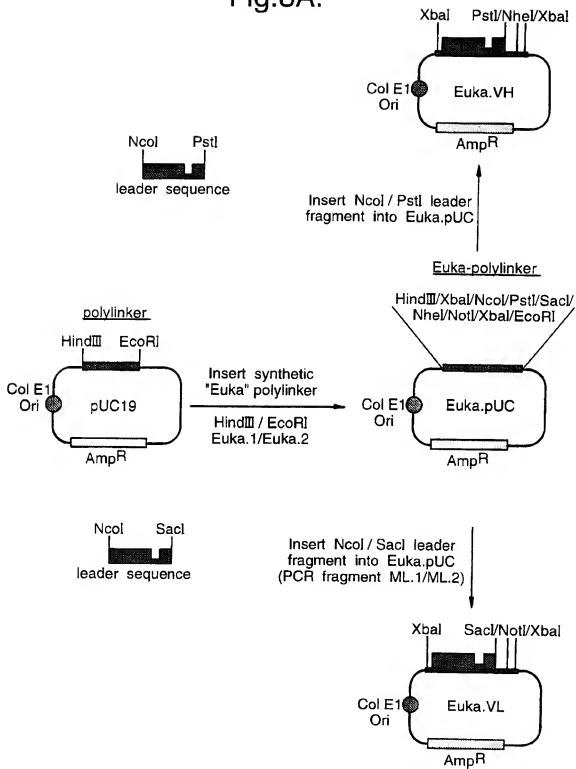 Fig.8A.
XbaI PstI/NheI/XbaI
Col E1
Ori
Euka.VH
AmpR
NcoI PstI
leader sequence
Insert NcoI / PstI leader
fragment into Euka.pUC
Euka-polylinker
HindIII/XbaI/NcoI/PstI/SacI/
NheI/NotI/XbaI/EcoRI
polylinker
HindIII EcoRI
Col E1
Ori
pUC19
AmpR
Insert synthetic
"Euka" polylinker
HindIII / EcoRI
Euka.1/Euka.2
Col E1
Ori
Euka.pUC
AmpR
NcoI SacI
leader sequence
Insert NcoI / SacI leader
fragment into Euka.pUC
(PCR fragment ML.1/ML.2)
XbaI SacI/NotI/XbaI
Col E1
Ori
Euka.VL
AmpR